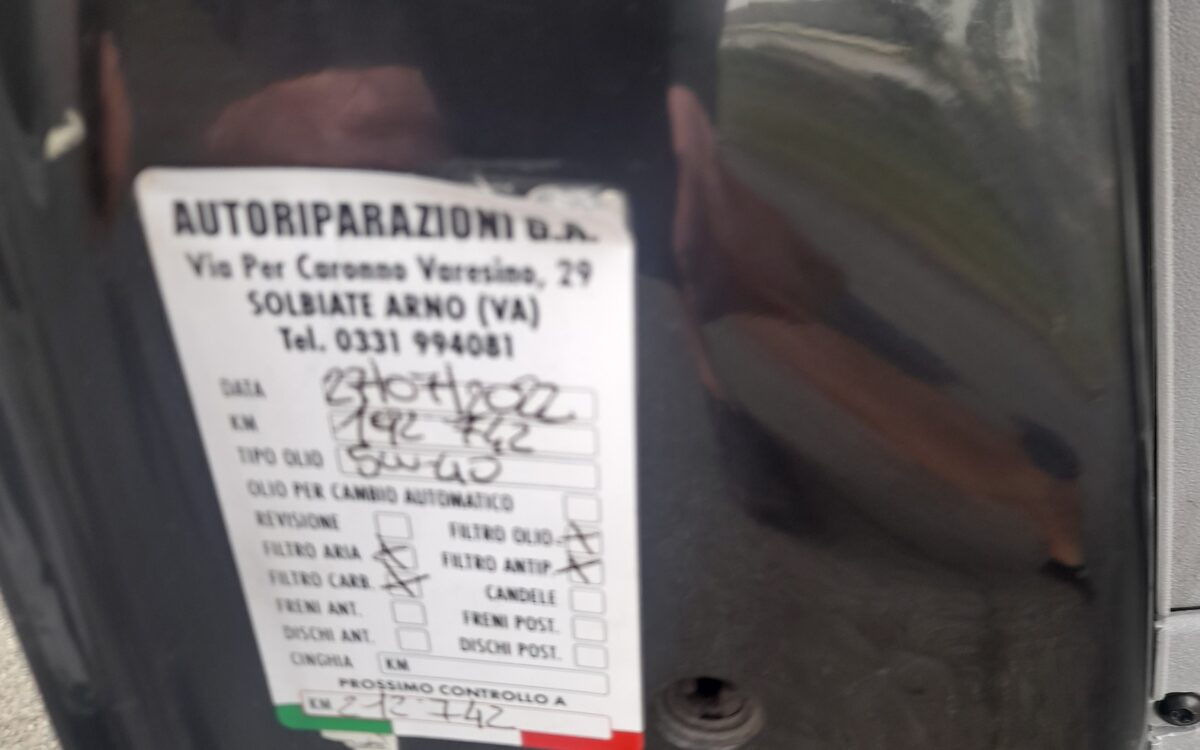 AUTORIPARAZIONI G.A.
Via Per Caronno Varesino, 29
SOLBIATE ARNO (VA)
Tel. 0331 994081
DATA 27/07/2022
KM 192 742
TIPO OLIO 5W-40
OLIO PER CAMBIO AUTOMATICO
REVISIONE FILTRO OLIO
FILTRO ARIA X FILTRO ANTIP. X
FILTRO CARB. X CANDELE
FRENI ANT. FRENI POST.
DISCHI ANT. DISCHI POST.
CINGHIA KM
PROSSIMO CONTROLLO A
KM 212 742